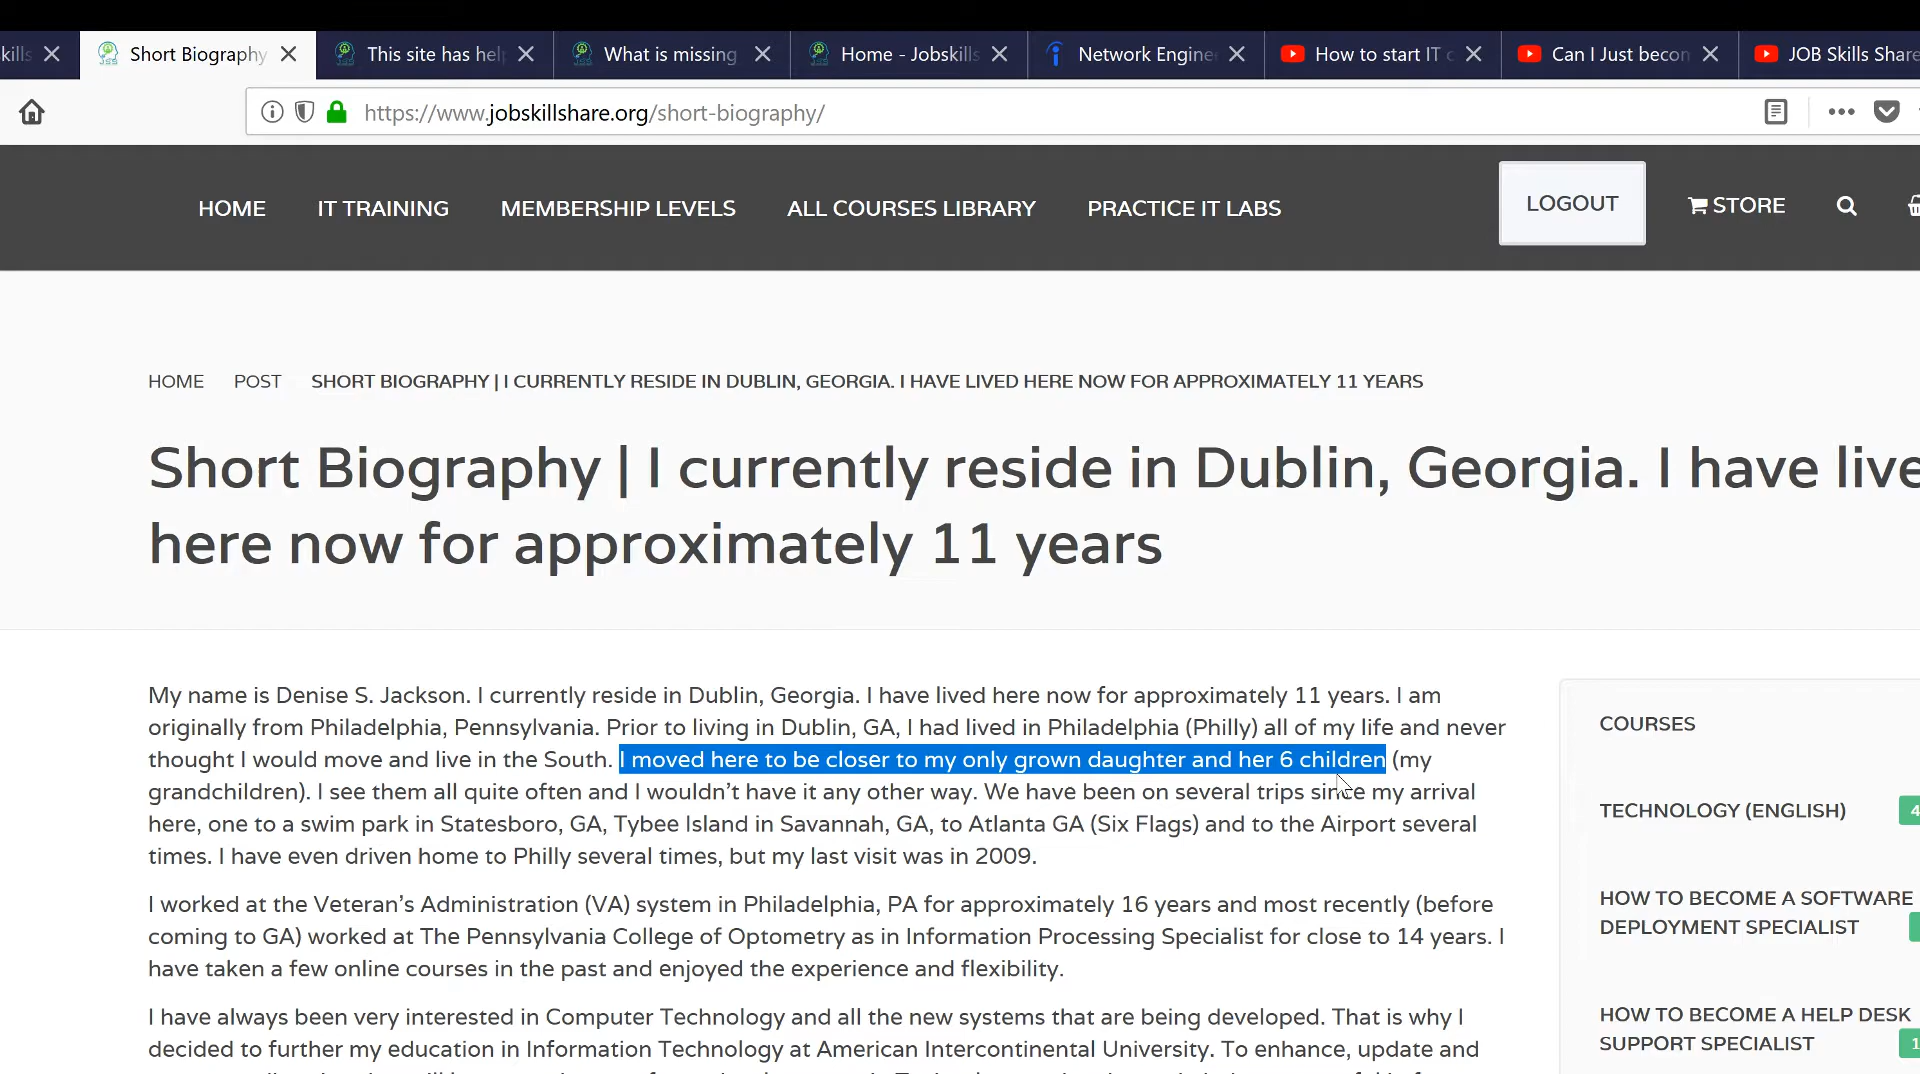 kills
Short Biography
This site has hel
What is missing
Home - Jobskills
Network Engine
How to start IT c
Can I Just becom
JOB Skills Share
https://www.jobskillshare.org/short-biography/
HOME
IT TRAINING
MEMBERSHIP LEVELS
ALL COURSES LIBRARY
PRACTICE IT LABS
LOGOUT
STORE
HOME POST SHORT BIOGRAPHY | I CURRENTLY RESIDE IN DUBLIN, GEORGIA. I HAVE LIVED HERE NOW FOR APPROXIMATELY 11 YEARS
Short Biography | I currently reside in Dublin, Georgia. I have live
here now for approximately 11 years
My name is Denise S. Jackson. I currently reside in Dublin, Georgia. I have lived here now for approximately 11 years. I am
originally from Philadelphia, Pennsylvania. Prior to living in Dublin, GA, I had lived in Philadelphia (Philly) all of my life and never
thought I would move and live in the South. I moved here to be closer to my only grown daughter and her 6 children (my
grandchildren). I see them all quite often and I wouldn’t have it any other way. We have been on several trips since my arrival
here, one to a swim park in Statesboro, GA, Tybee Island in Savannah, GA, to Atlanta GA (Six Flags) and to the Airport several
times. I have even driven home to Philly several times, but my last visit was in 2009.
I worked at the Veteran’s Administration (VA) system in Philadelphia, PA for approximately 16 years and most recently (before
coming to GA) worked at The Pennsylvania College of Optometry as in Information Processing Specialist for close to 14 years. I
have taken a few online courses in the past and enjoyed the experience and flexibility.
I have always been very interested in Computer Technology and all the new systems that are being developed. That is why I
decided to further my education in Information Technology at American Intercontinental University. To enhance, update and
COURSES
TECHNOLOGY (ENGLISH)
4
HOW TO BECOME A SOFTWARE
DEPLOYMENT SPECIALIST
HOW TO BECOME A HELP DESK
SUPPORT SPECIALIST
1